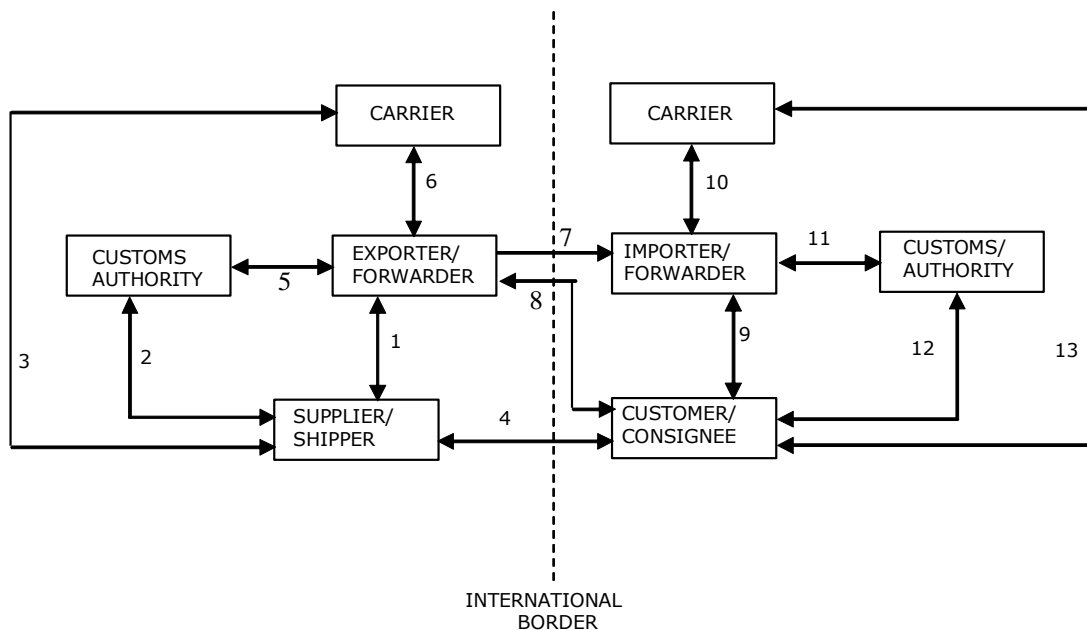 CARRIER
CARRIER
6
10
EXPORTER/
FORWARDER
7
IMPORTER/
FORWARDER
11
CUSTOMS/
AUTHORITY
CUSTOMS
AUTHORITY
5
8
3
2
1
9
12
13
SUPPLIER/
SHIPPER
4
CUSTOMER/
CONSIGNEE
INTERNATIONAL
BORDER